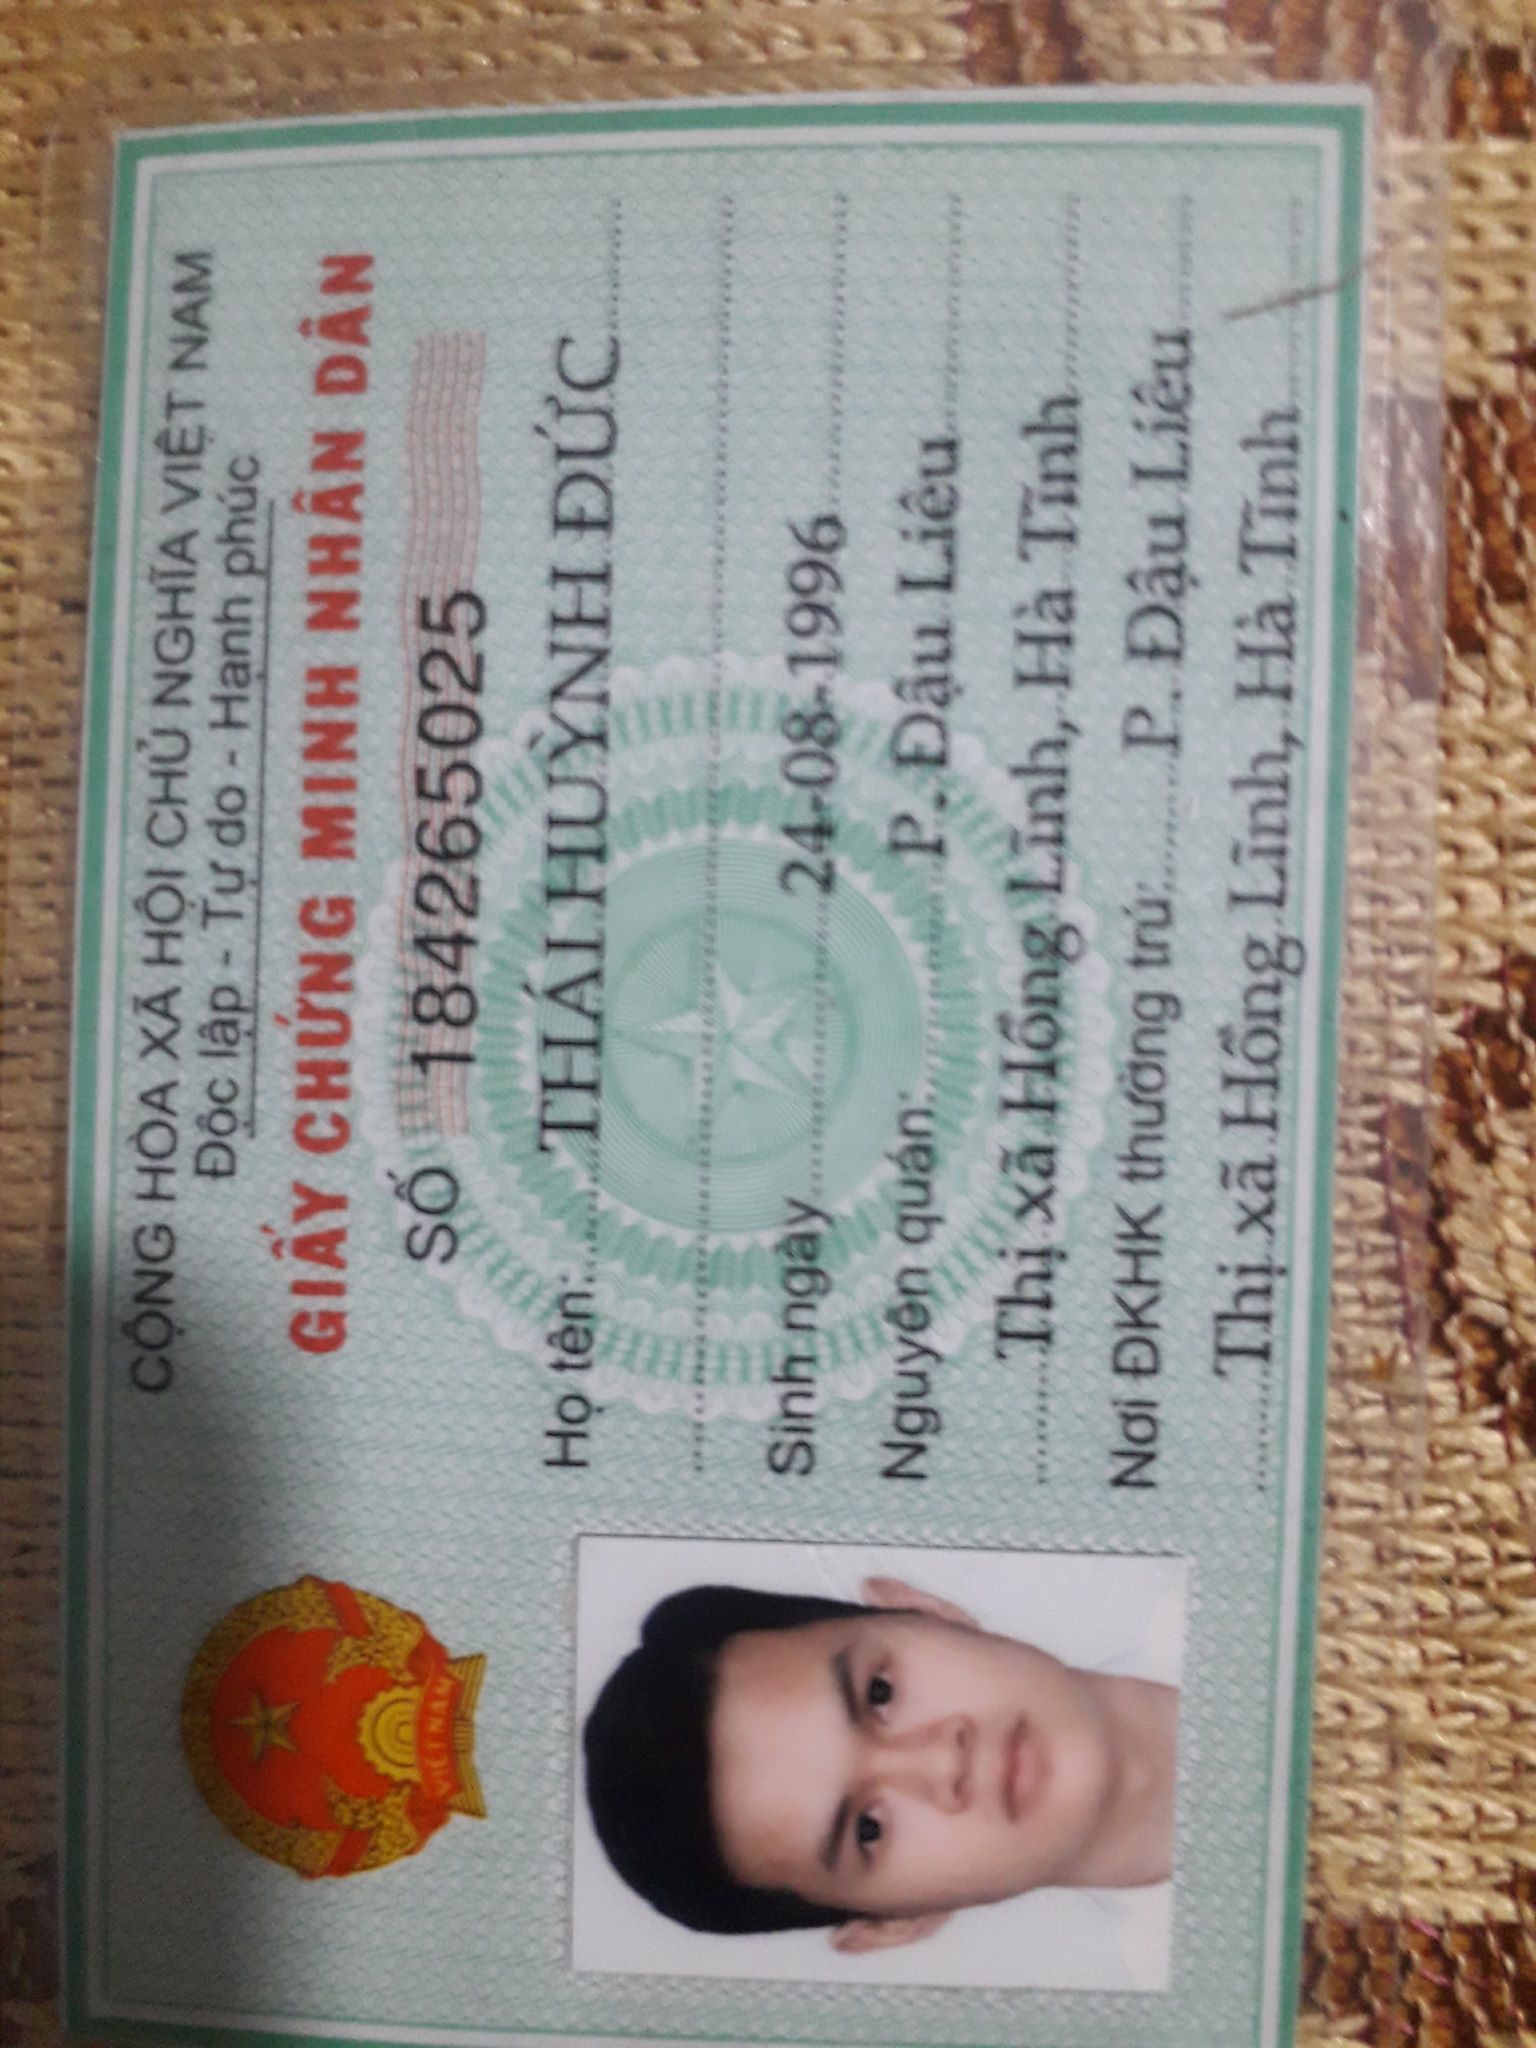 CỘNG HÒA XÃ HỘI CHỦ NGHĨA VIỆT NAM
Độc lập - Tự do - Hạnh phúc
GIẤY CHỨNG MINH NHÂN DÂN
SỐ 184265025
Họ tên: THÁI HUỲNH ĐỨC
Sinh ngày 24-08-1996
Nguyên quán: P. Đậu Liêu
Thị xã Hồng Lĩnh, Hà Tĩnh
Nơi ĐKHK thường trú: P. Đậu Liêu
Thị xã Hồng Lĩnh, Hà Tĩnh
VIỆT NAM